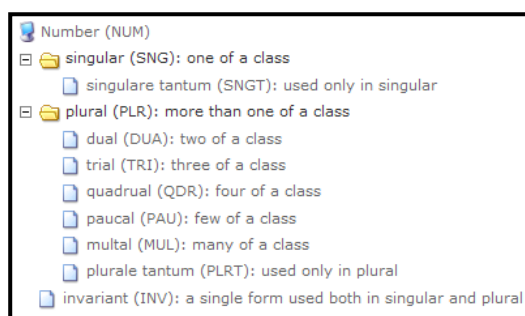 Number (NUM)
singular (SNG): one of a class
singulare tantum (SNGT): used only in singular
plural (PLR): more than one of a class
dual (DUA): two of a class
trial (TRI): three of a class
quadrual (QDR): four of a class
paucal (PAU): few of a class
multal (MUL): many of a class
plurale tantum (PLRT): used only in plural
invariant (INV): a single form used both in singular and plural